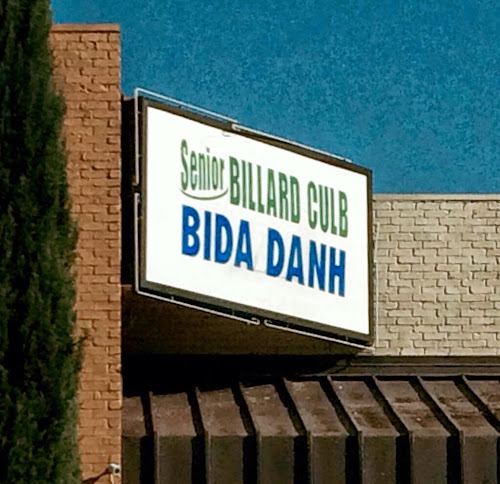 Senior BILLARD CULB
BIDA DANH